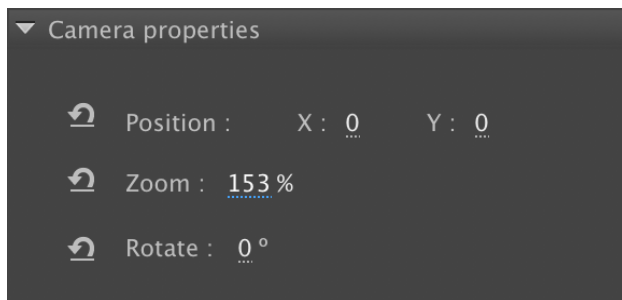 Camera properties
Position : X : 0 Y : 0
Zoom : 153 %
Rotate : 0 º